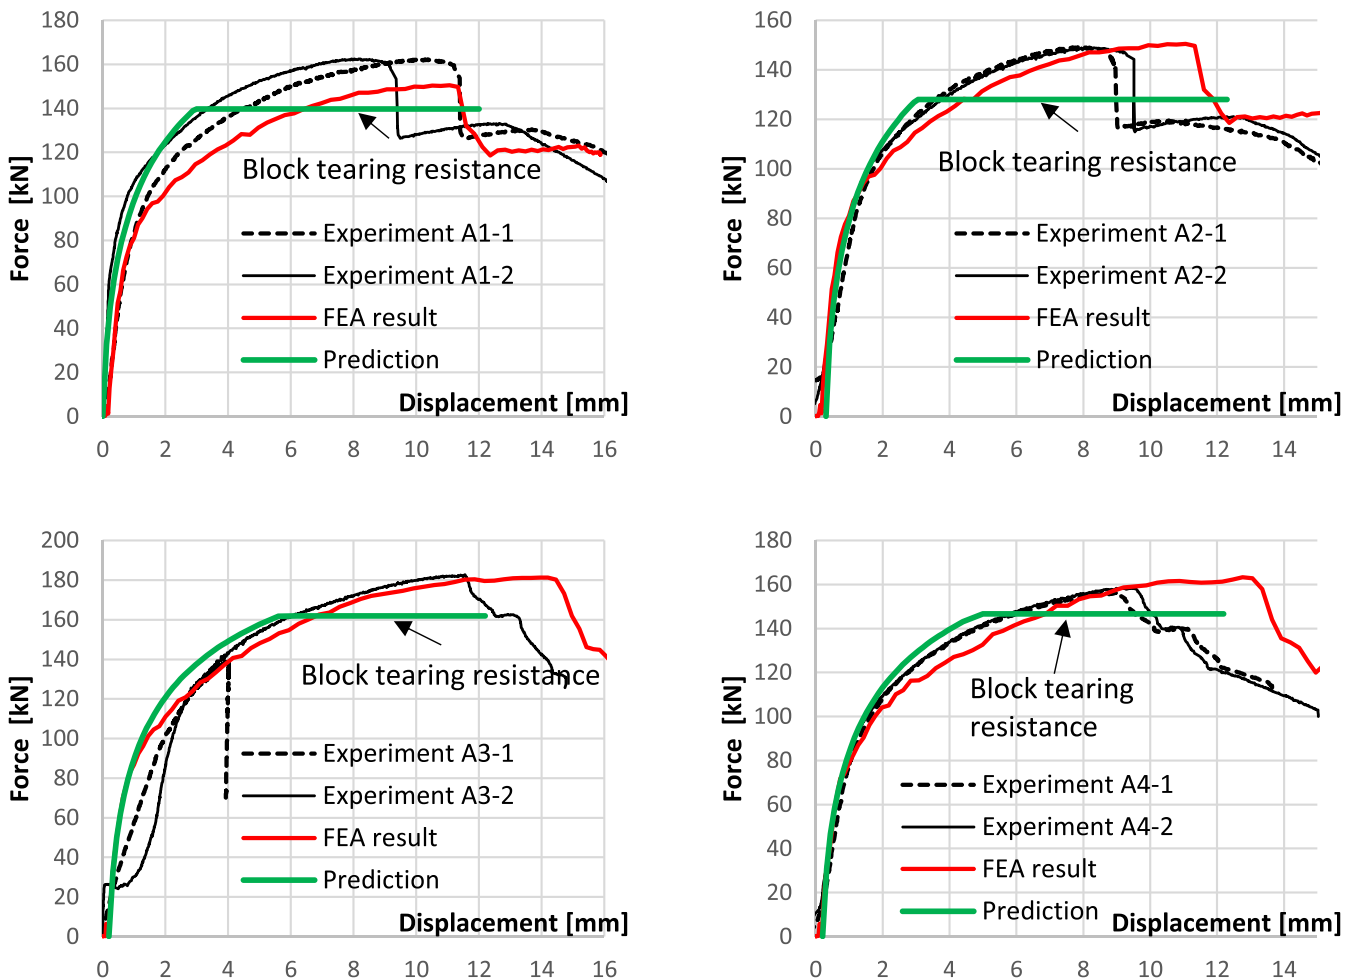 180
160
140
120
100
80
60
40
20
0
Force [kN]
Block tearing resistance
Experiment A1-1
Experiment A1-2
FEA result
Prediction
Displacement [mm]
0 2 4 6 8 10 12 14 16
160
140
120
100
80
60
40
20
0
Force [kN]
Block tearing resistance
Experiment A2-1
Experiment A2-2
FEA result
Prediction
Displacement [mm]
0 2 4 6 8 10 12 14
200
180
160
140
120
100
80
60
40
20
0
Force [kN]
Block tearing resistance
Experiment A3-1
Experiment A3-2
FEA result
Prediction
Displacement [mm]
0 2 4 6 8 10 12 14 16
180
160
140
120
100
80
60
40
20
0
Force [kN]
Block tearing
resistance
Experiment A4-1
Experiment A4-2
FEA result
Prediction
Displacement [mm]
0 2 4 6 8 10 12 14